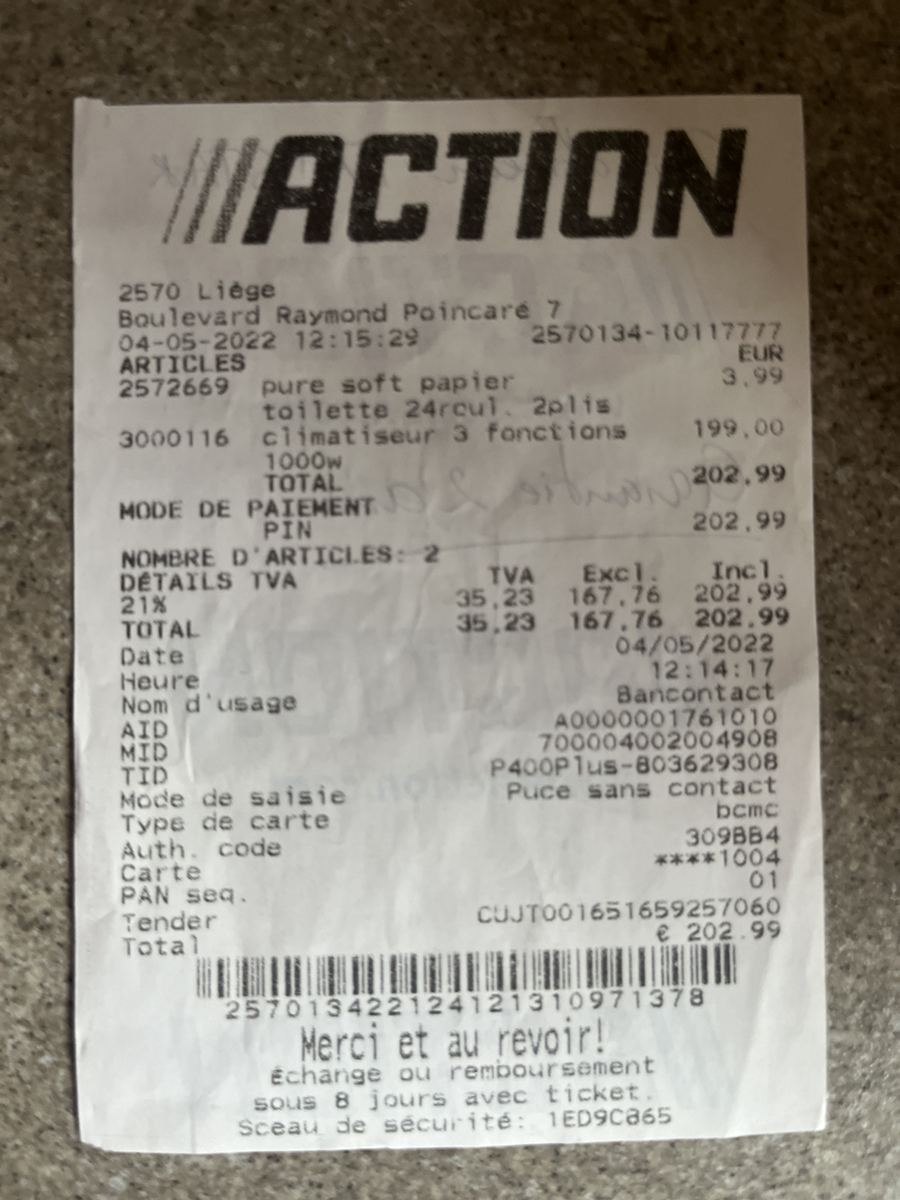 ACTION
2570 Liége
Boulevard Raymond Poincaré 7
04-05-2022 12:15:29 2570134-10117777
ARTICLES EUR
2572669 pure soft papier 3,99
toilette 24roul. 2plis
3000116 climatiseur 3 fonctions 199,00
1000w
TOTAL 202,99
MODE DE PAIEMENT
PIN 202,99
NOMBRE D'ARTICLES: 2
DÉTAILS TVA TVA Excl. Incl.
21% 35,23 167,76 202,99
TOTAL 35,23 167,76 202,99
Date 04/05/2022
Heure 12:14:17
Nom d'usage Bancontact
AID A0000001761010
MID 700004002004908
TID P400Plus-803629308
Mode de saisie Puce sans contact
Type de carte bcmc
Auth. code 309BB4
Carte ****1004
PAN seq. 01
Tender CUJT001651659257060
Total € 202.99
257013422124121310971378
Merci et au revoir!
Échange ou remboursement
sous 8 jours avec ticket.
Sceau de sécurité: 1ED9C865